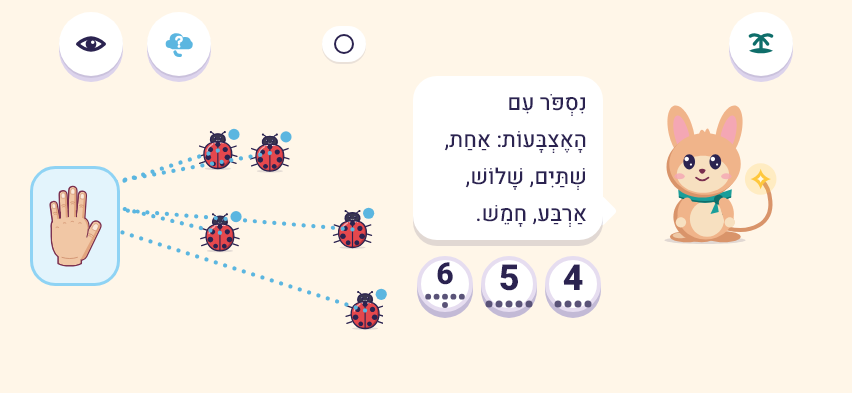 ?
נִסְפֹּר עִם
הָאֶצְבָּעוֹת: אַחַת,
שְׁתַּיִם, שָׁלוֹשׁ,
אַרְבַּע, חָמֵשׁ.
6 5 4